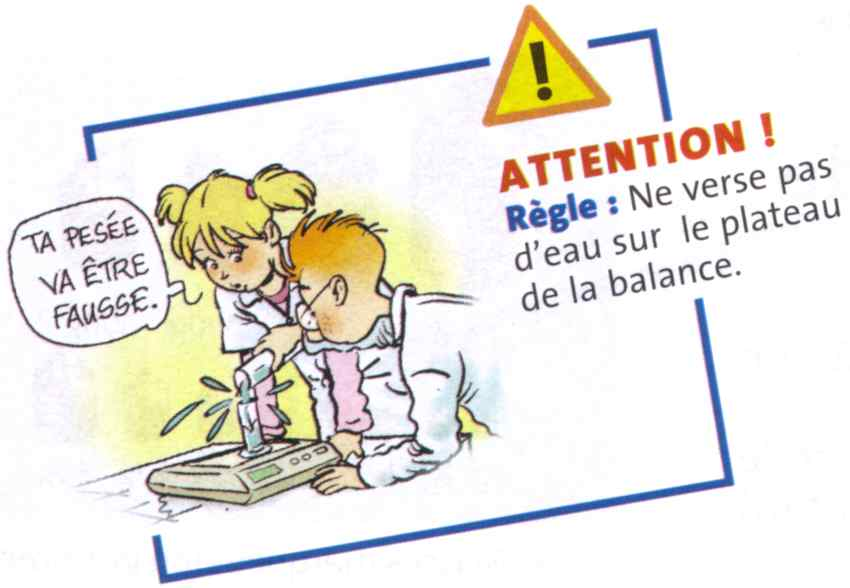 !
ATTENTION !
Règle : Ne verse pas
d'eau sur le plateau
de la balance.
TA PESÉE
VA ÊTRE
FAUSSE.